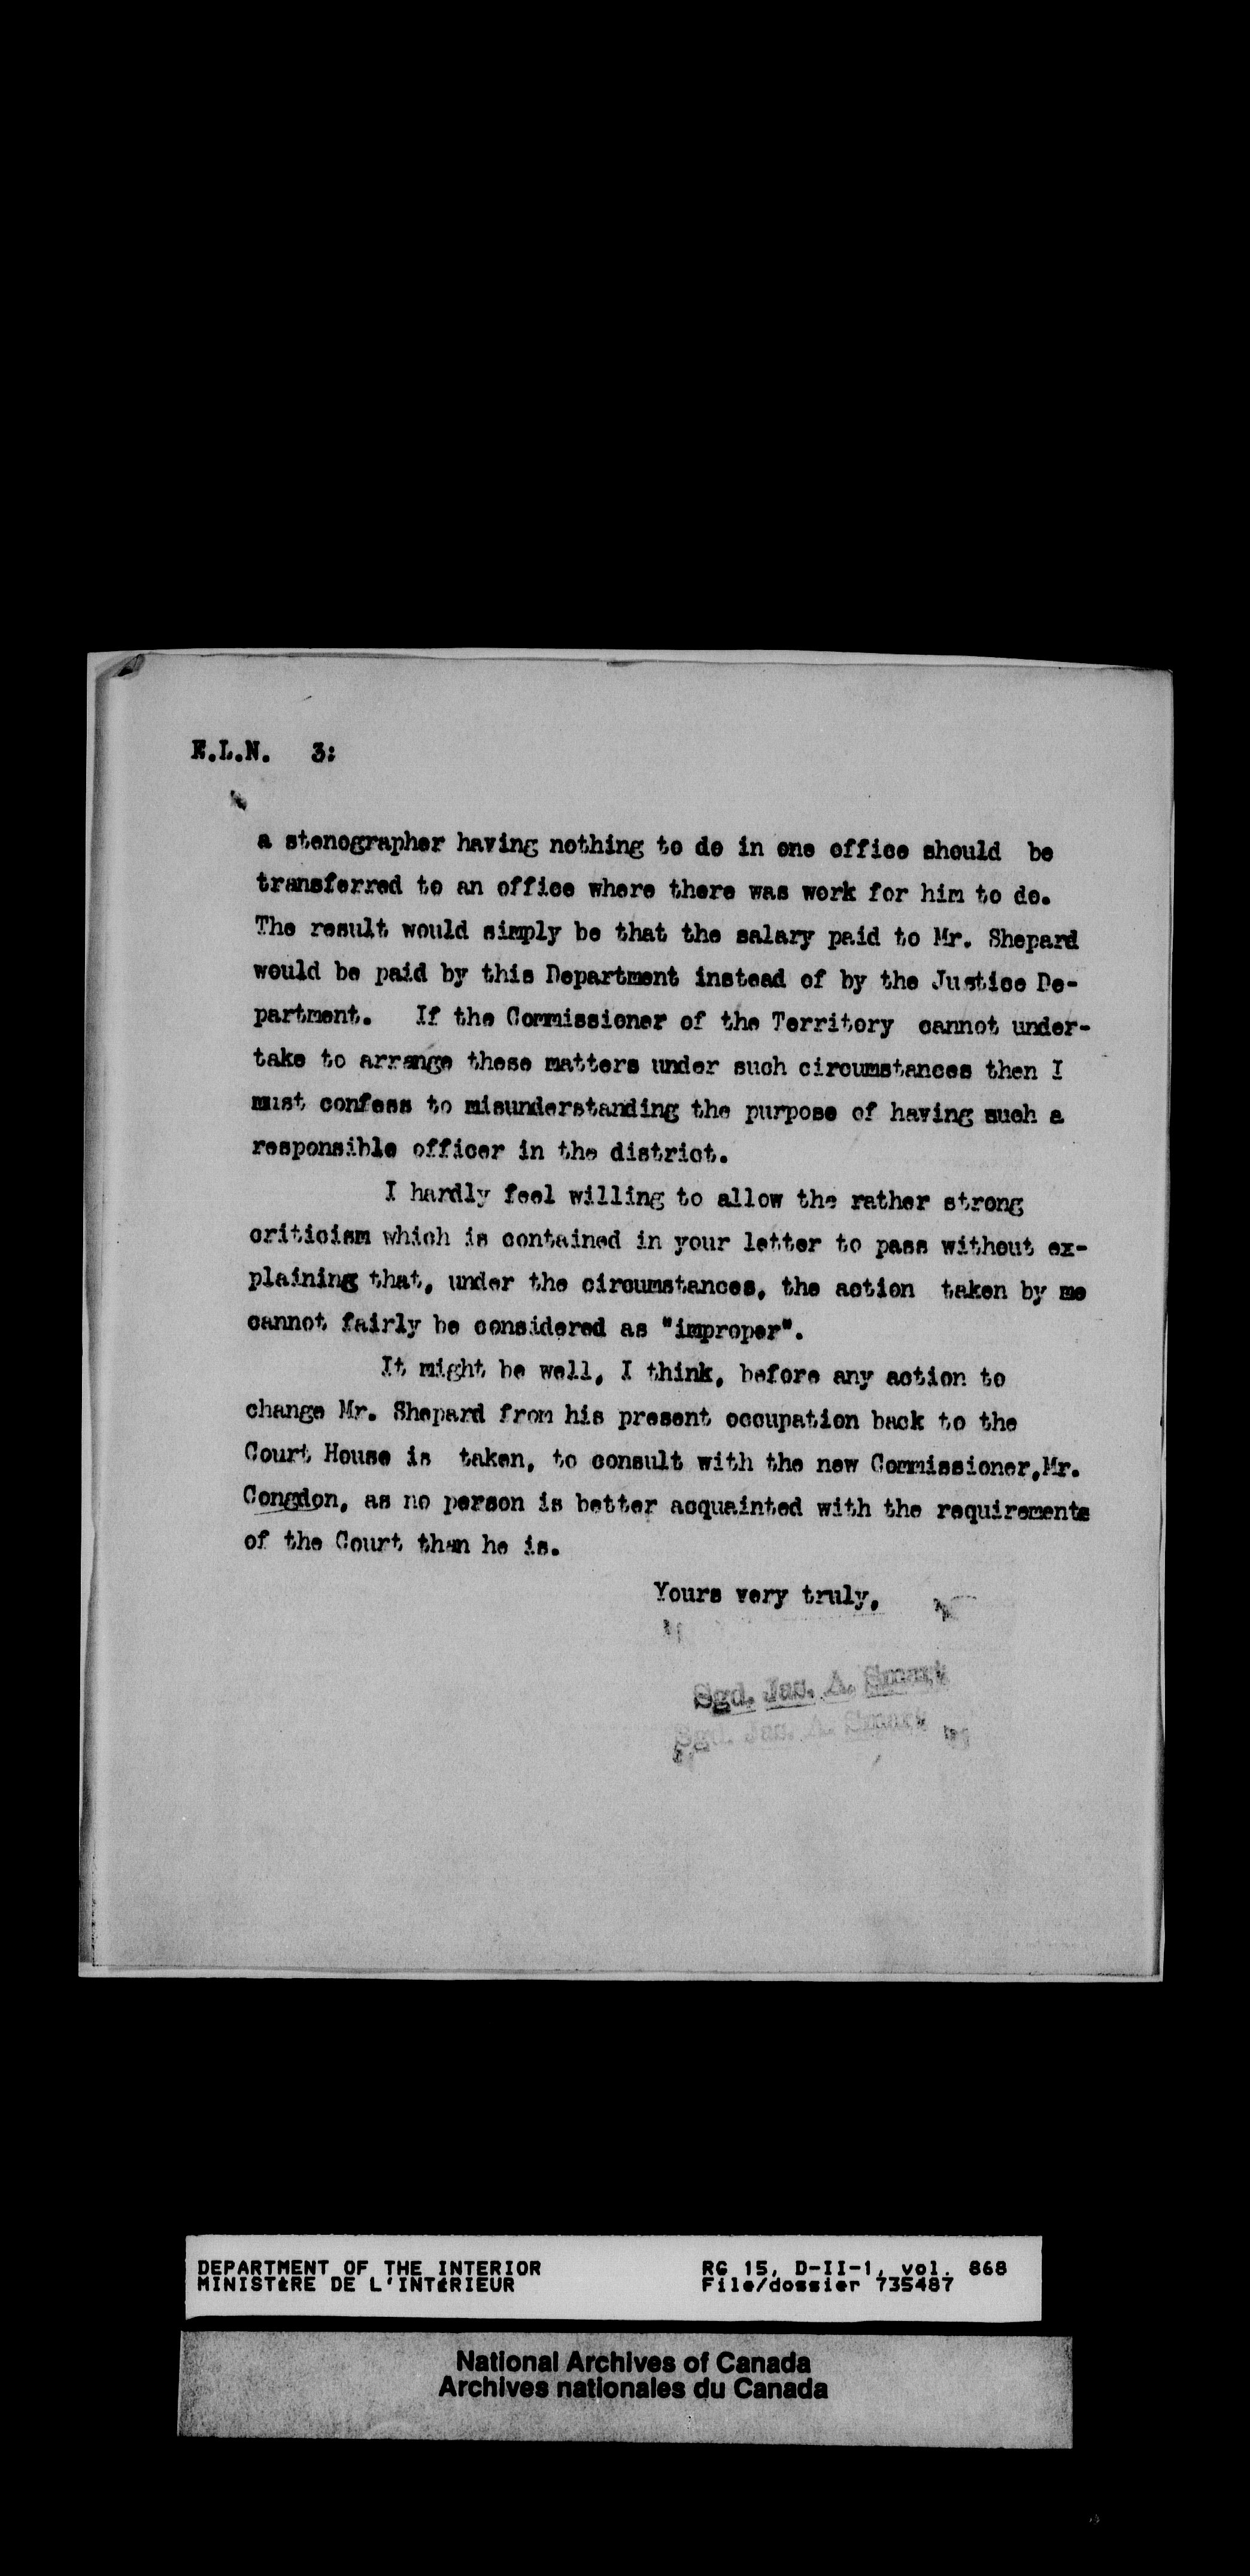 E.L.N. 3:
a stenographer having nothing to do in one office should be
transferred to an office where there was work for him to do.
The result would simply be that the salary paid to Mr. Shepard
would be paid by this Department instead of by the Justice De-
partment. If the Commissioner of the Territory cannot under-
take to arrange these matters under such circumstances then I
must confess to misunderstanding the purpose of having such a
responsible officer in the district.
I hardly feel willing to allow the rather strong
criticism which is contained in your letter to pass without ex-
plaining that, under the circumstances, the action taken by me
cannot fairly be considered as "improper".
It might be well, I think, before any action to
change Mr. Shepard from his present occupation back to the
Court House is taken, to consult with the new Commissioner,Mr.
Congdon, as no person is better acquainted with the requirements
of the Court than he is.
Yours very truly,
Sgd. Jas. A. Smart
Sgd. Jas. A. Smart
DEPARTMENT OF THE INTERIOR
MINISTÈRE DE L'INTÉRIEUR
RG 15, D-II-1, vol. 868
File/dossier 735487
National Archives of Canada
Archives nationales du Canada